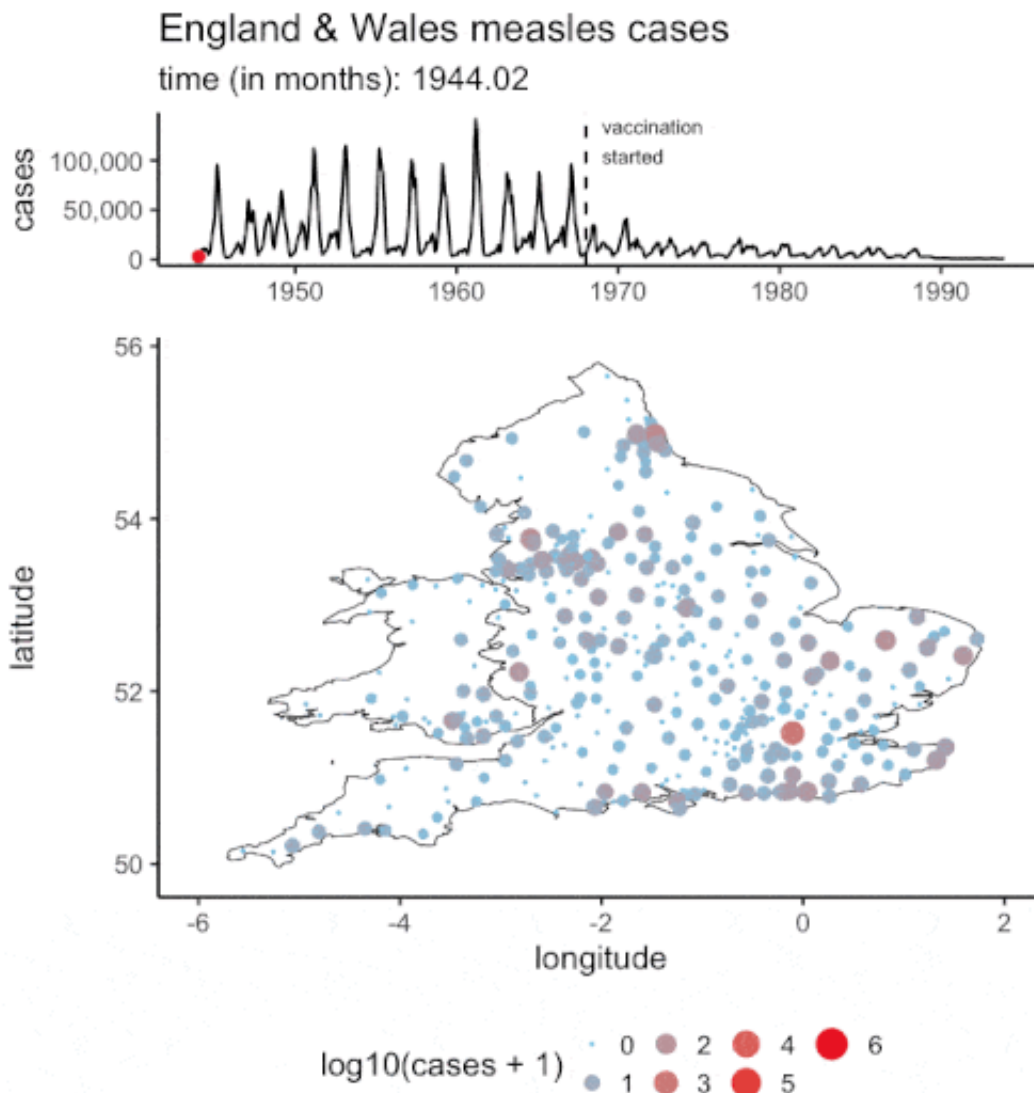 England & Wales measles cases
time (in months): 1944.02
cases
100,000
50,000
0
vaccination
started
1950 1960 1970 1980 1990
latitude
56
54
52
50
-6 -4 -2 0 2
longitude
log10(cases + 1)
0 2 4 6
1 3 5